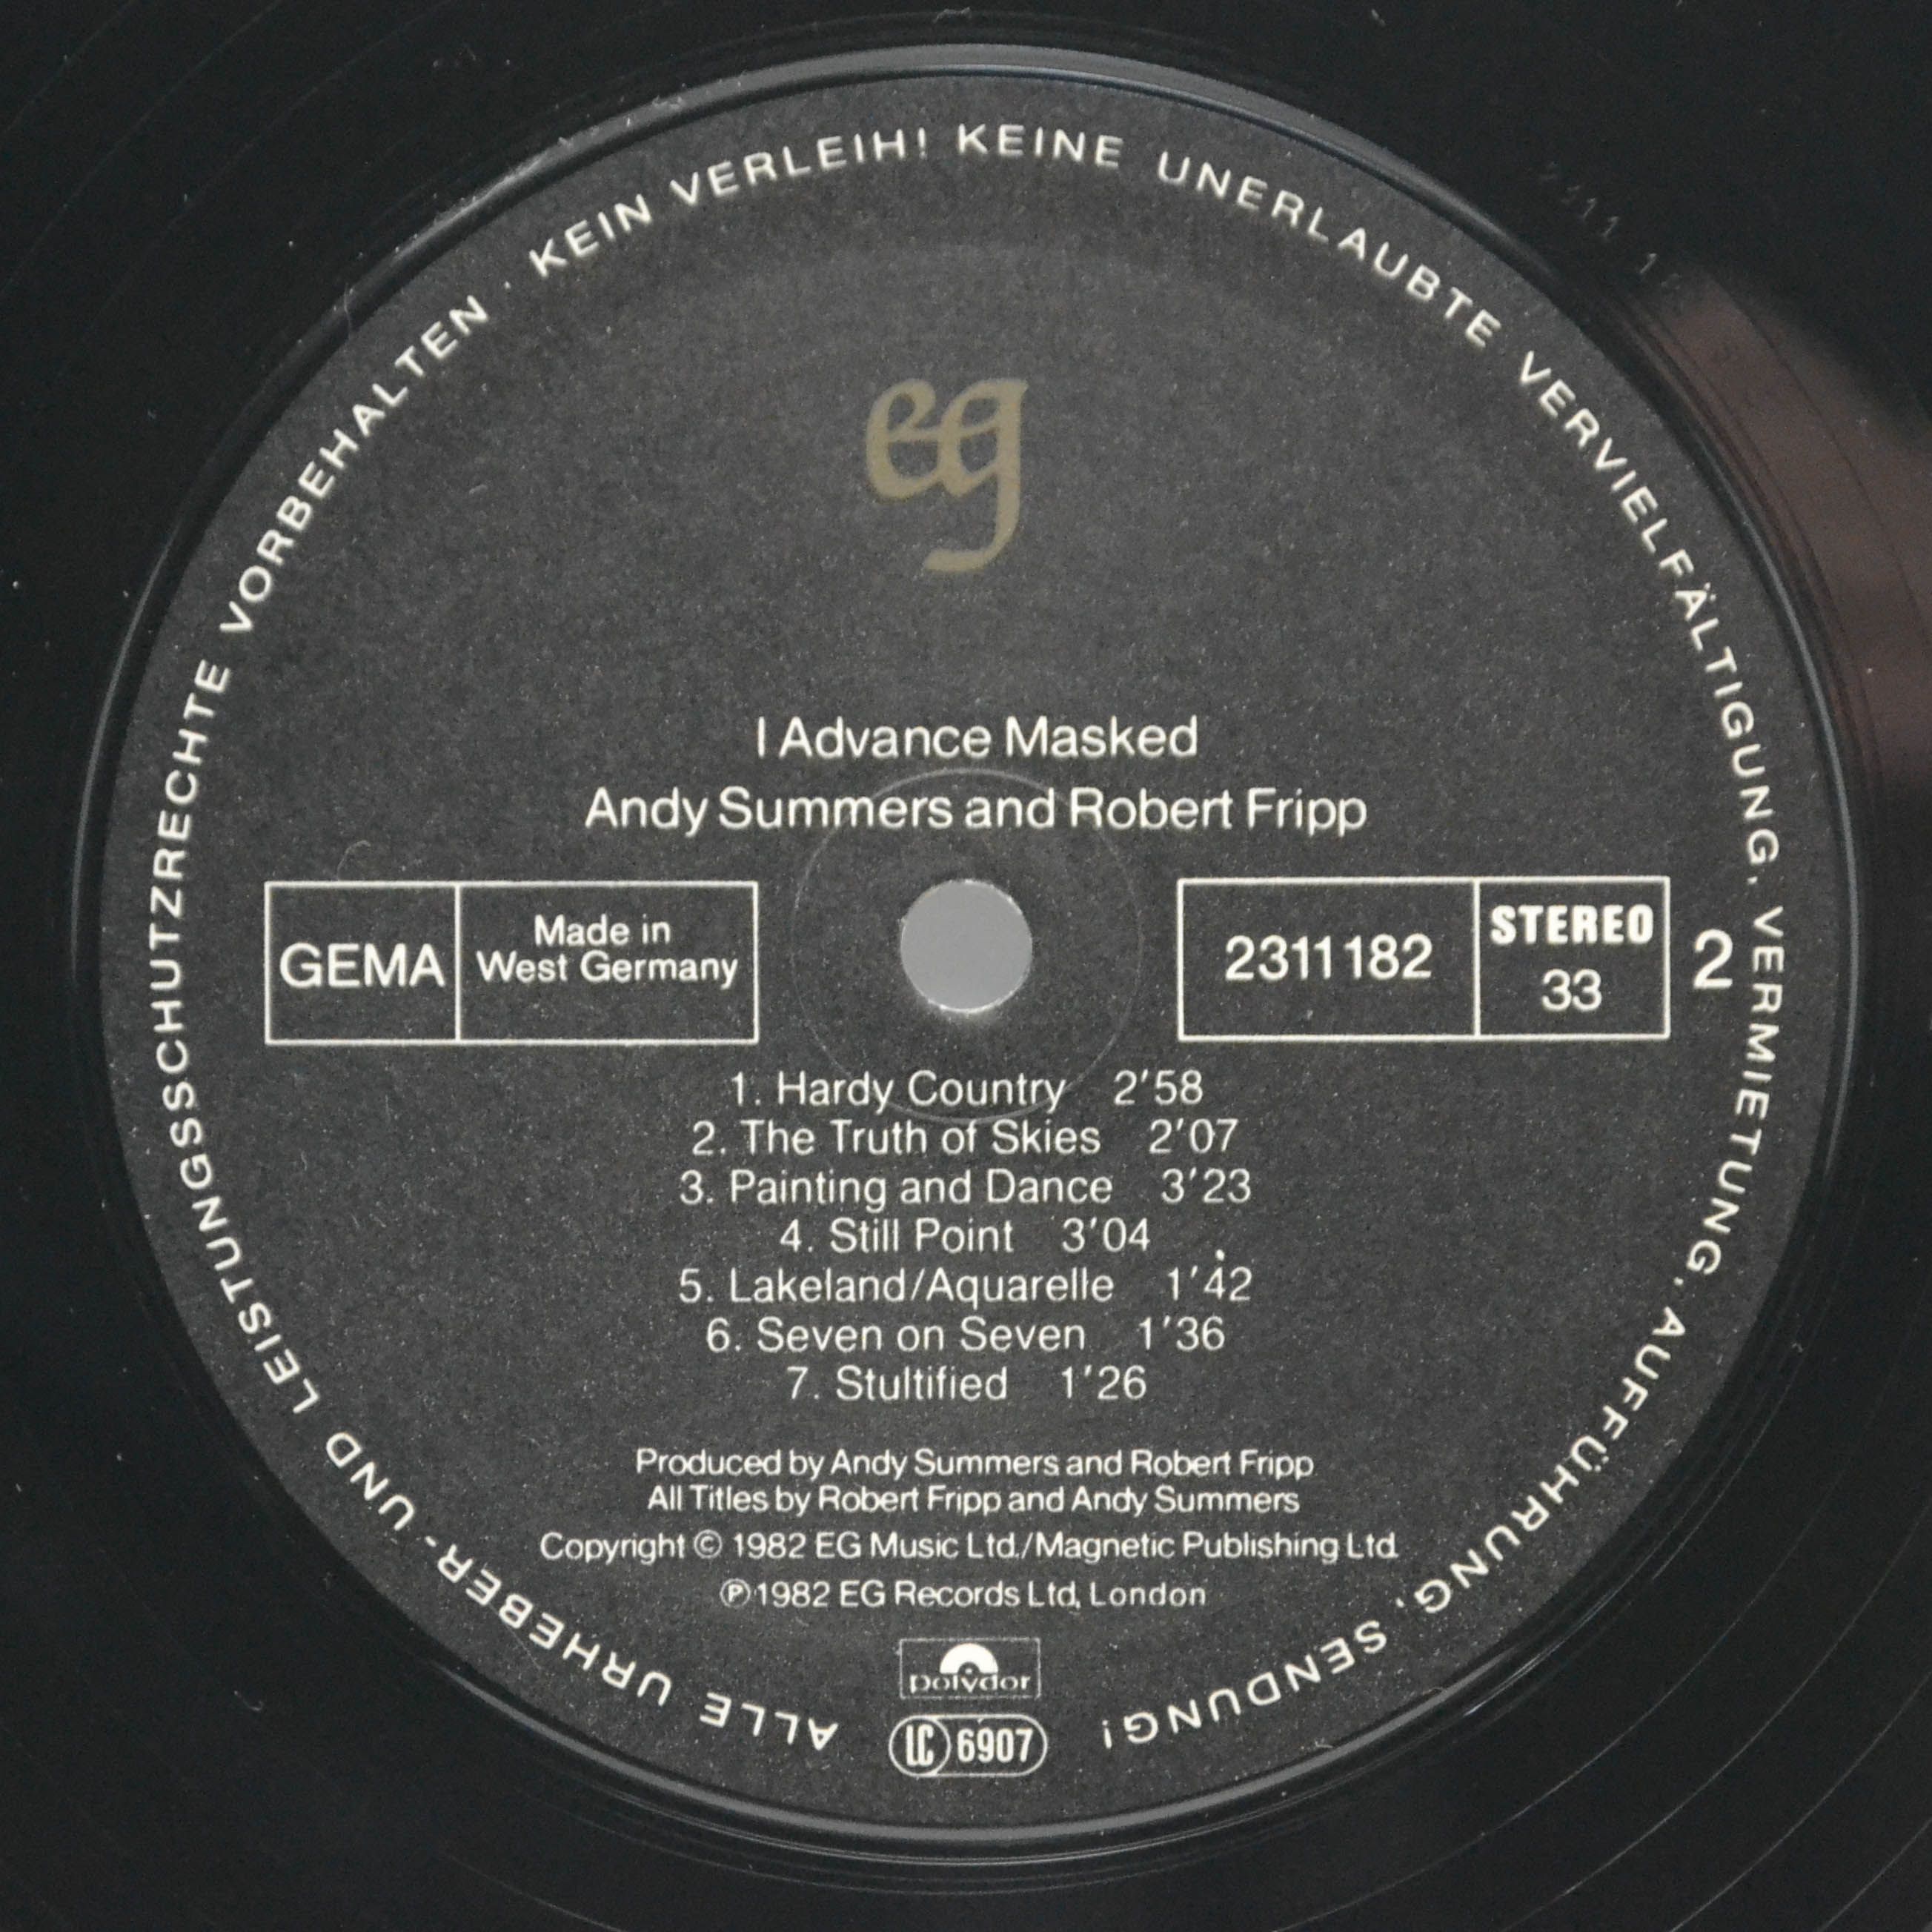 ALLE URHEBER- UND LEISTUNGSSCHUTZRECHTE VORBEHALTEN · KEIN VERLEIH! KEINE UNERLAUBTE VERVIELFÄLTIGUNG, VERMIETUNG, AUFFÜHRUNG, SENDUNG!
eg
I Advance Masked
Andy Summers and Robert Fripp
GEMA
Made in
West Germany
2311182
STEREO
33
2
1. Hardy Country 2'58
2. The Truth of Skies 2'07
3. Painting and Dance 3'23
4. Still Point 3'04
5. Lakeland/Aquarelle 1'42
6. Seven on Seven 1'36
7. Stultified 1'26
Produced by Andy Summers and Robert Fripp
All Titles by Robert Fripp and Andy Summers
Copyright © 1982 EG Music Ltd./Magnetic Publishing Ltd.
℗ 1982 EG Records Ltd, London
polydor
LC 6907